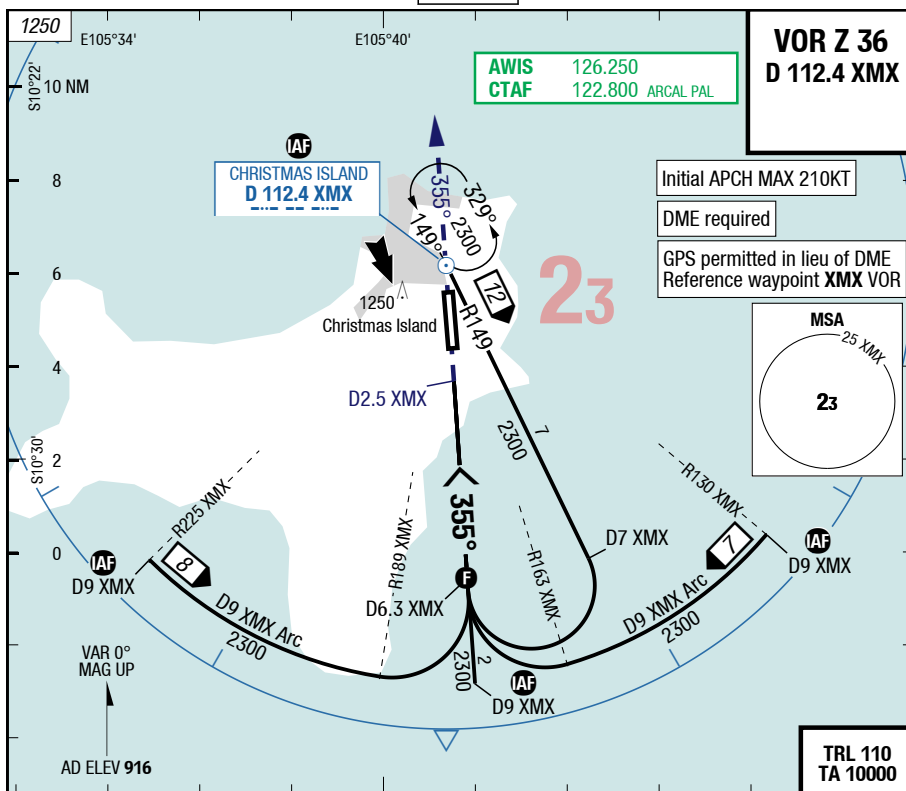 1250
E105°34'
E105°40'
VOR Z 36
D 112.4 XMX
S10°22'
10 NM
AWIS 126.250
CTAF 122.800 ARCAL PAL
IAF
CHRISTMAS ISLAND
D 112.4 XMX
8
355°
329°
149°
2300
Initial APCH MAX 210KT
DME required
GPS permitted in lieu of DME
Reference waypoint XMX VOR
6
1250
Christmas Island
12
R149
23
MSA
25 XMX
23
4
D2.5 XMX
7
2300
S10°30'
2
R225 XMX
R189 XMX
355°
R163 XMX
R130 XMX
0
IAF
D9 XMX
8
D7 XMX
7
IAF
D9 XMX
F
D6.3 XMX
D9 XMX Arc
2300
D9 XMX Arc
2300
2
2300
IAF
D9 XMX
VAR 0°
MAG UP
AD ELEV 916
TRL 110
TA 10000